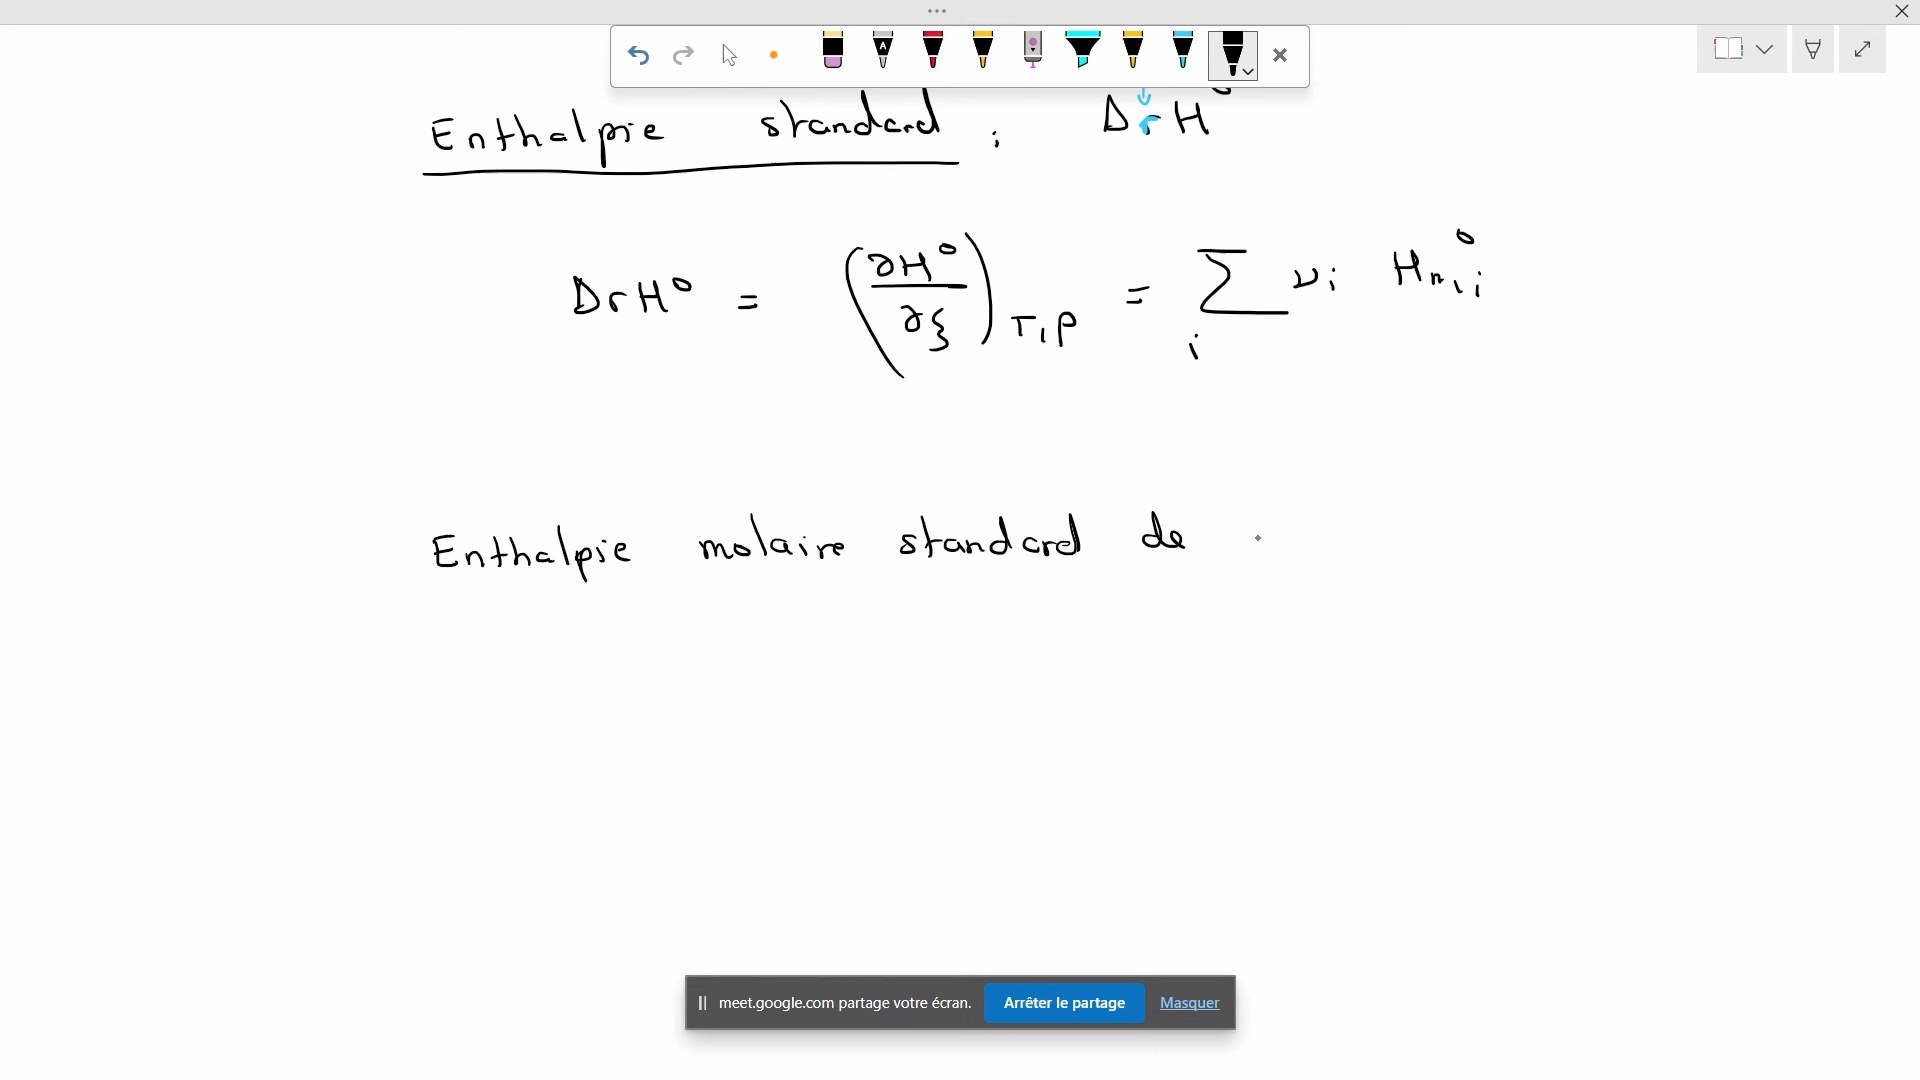 Enthalpie standard : ΔrH°
ΔrH° = (∂H°/∂ξ)T,P = Σi νi Hm,i°
Enthalpie molaire standard de
meet.google.com partage votre écran. Arrêter le partage Masquer